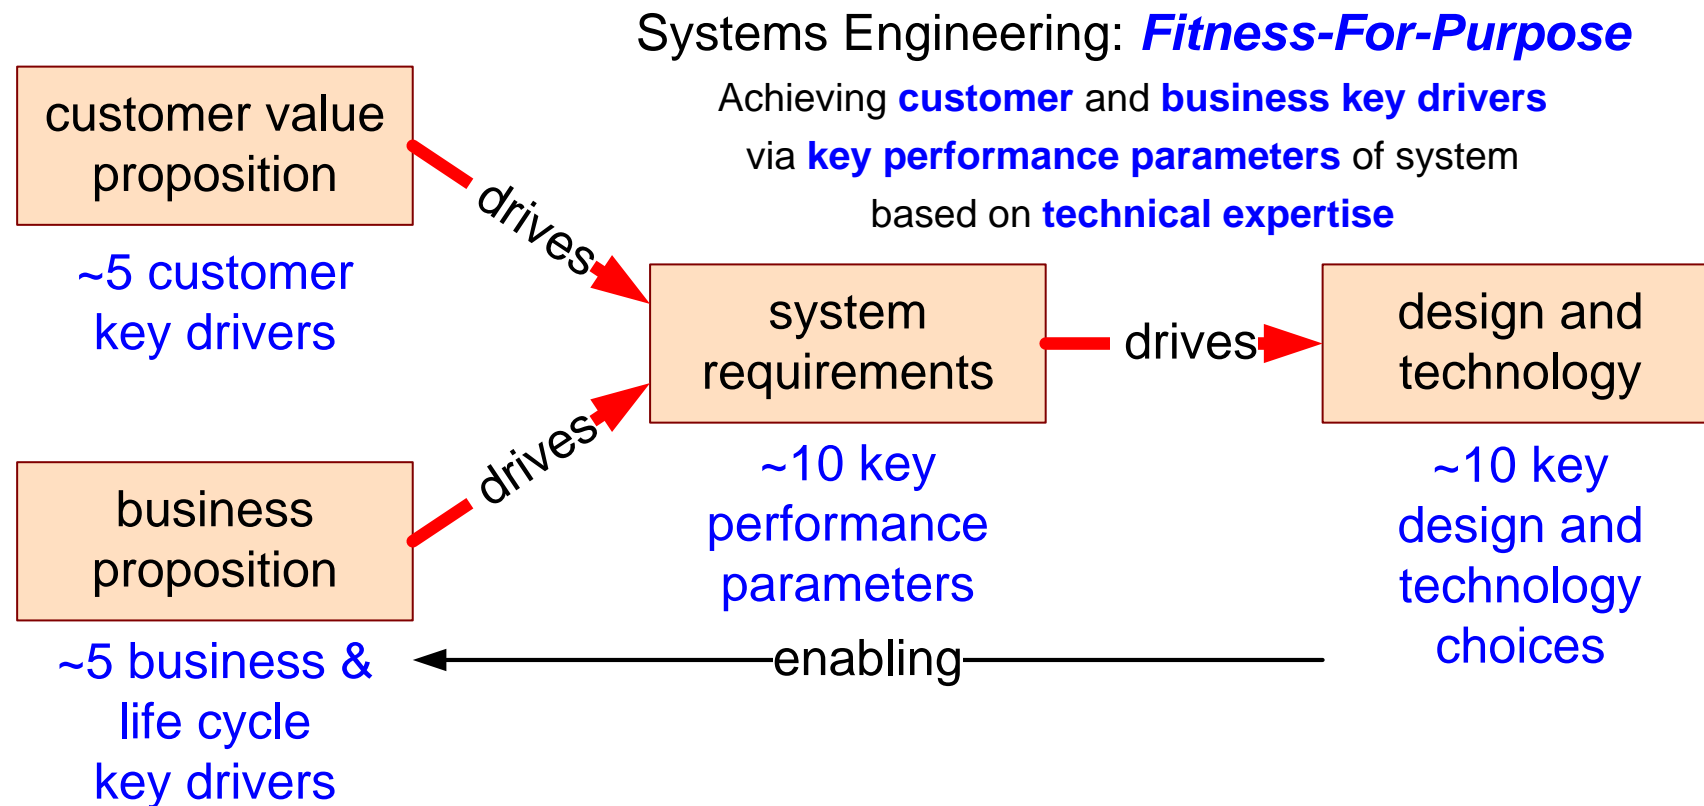 Systems Engineering: Fitness-For-Purpose
Achieving customer and business key drivers
via key performance parameters of system
based on technical expertise
customer value
proposition
~5 customer
key drivers
drives
business
proposition
~5 business &
life cycle
key drivers
drives
system
requirements
~10 key
performance
parameters
drives
design and
technology
~10 key
design and
technology
choices
enabling